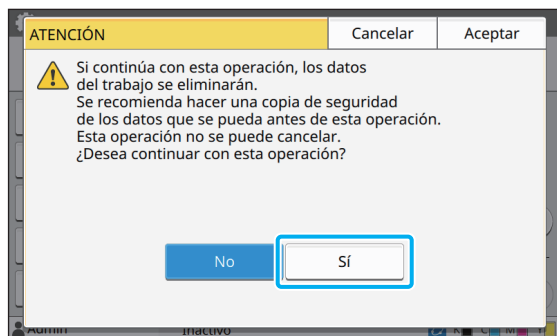 ATENCIÓN
Cancelar
Aceptar
Si continúa con esta operación, los datos
del trabajo se eliminarán.
Se recomienda hacer una copia de seguridad
de los datos que se pueda antes de esta operación.
Esta operación no se puede cancelar.
¿Desea continuar con esta operación?
No
Sí
Admin
Inactivo
K
C
M
Y